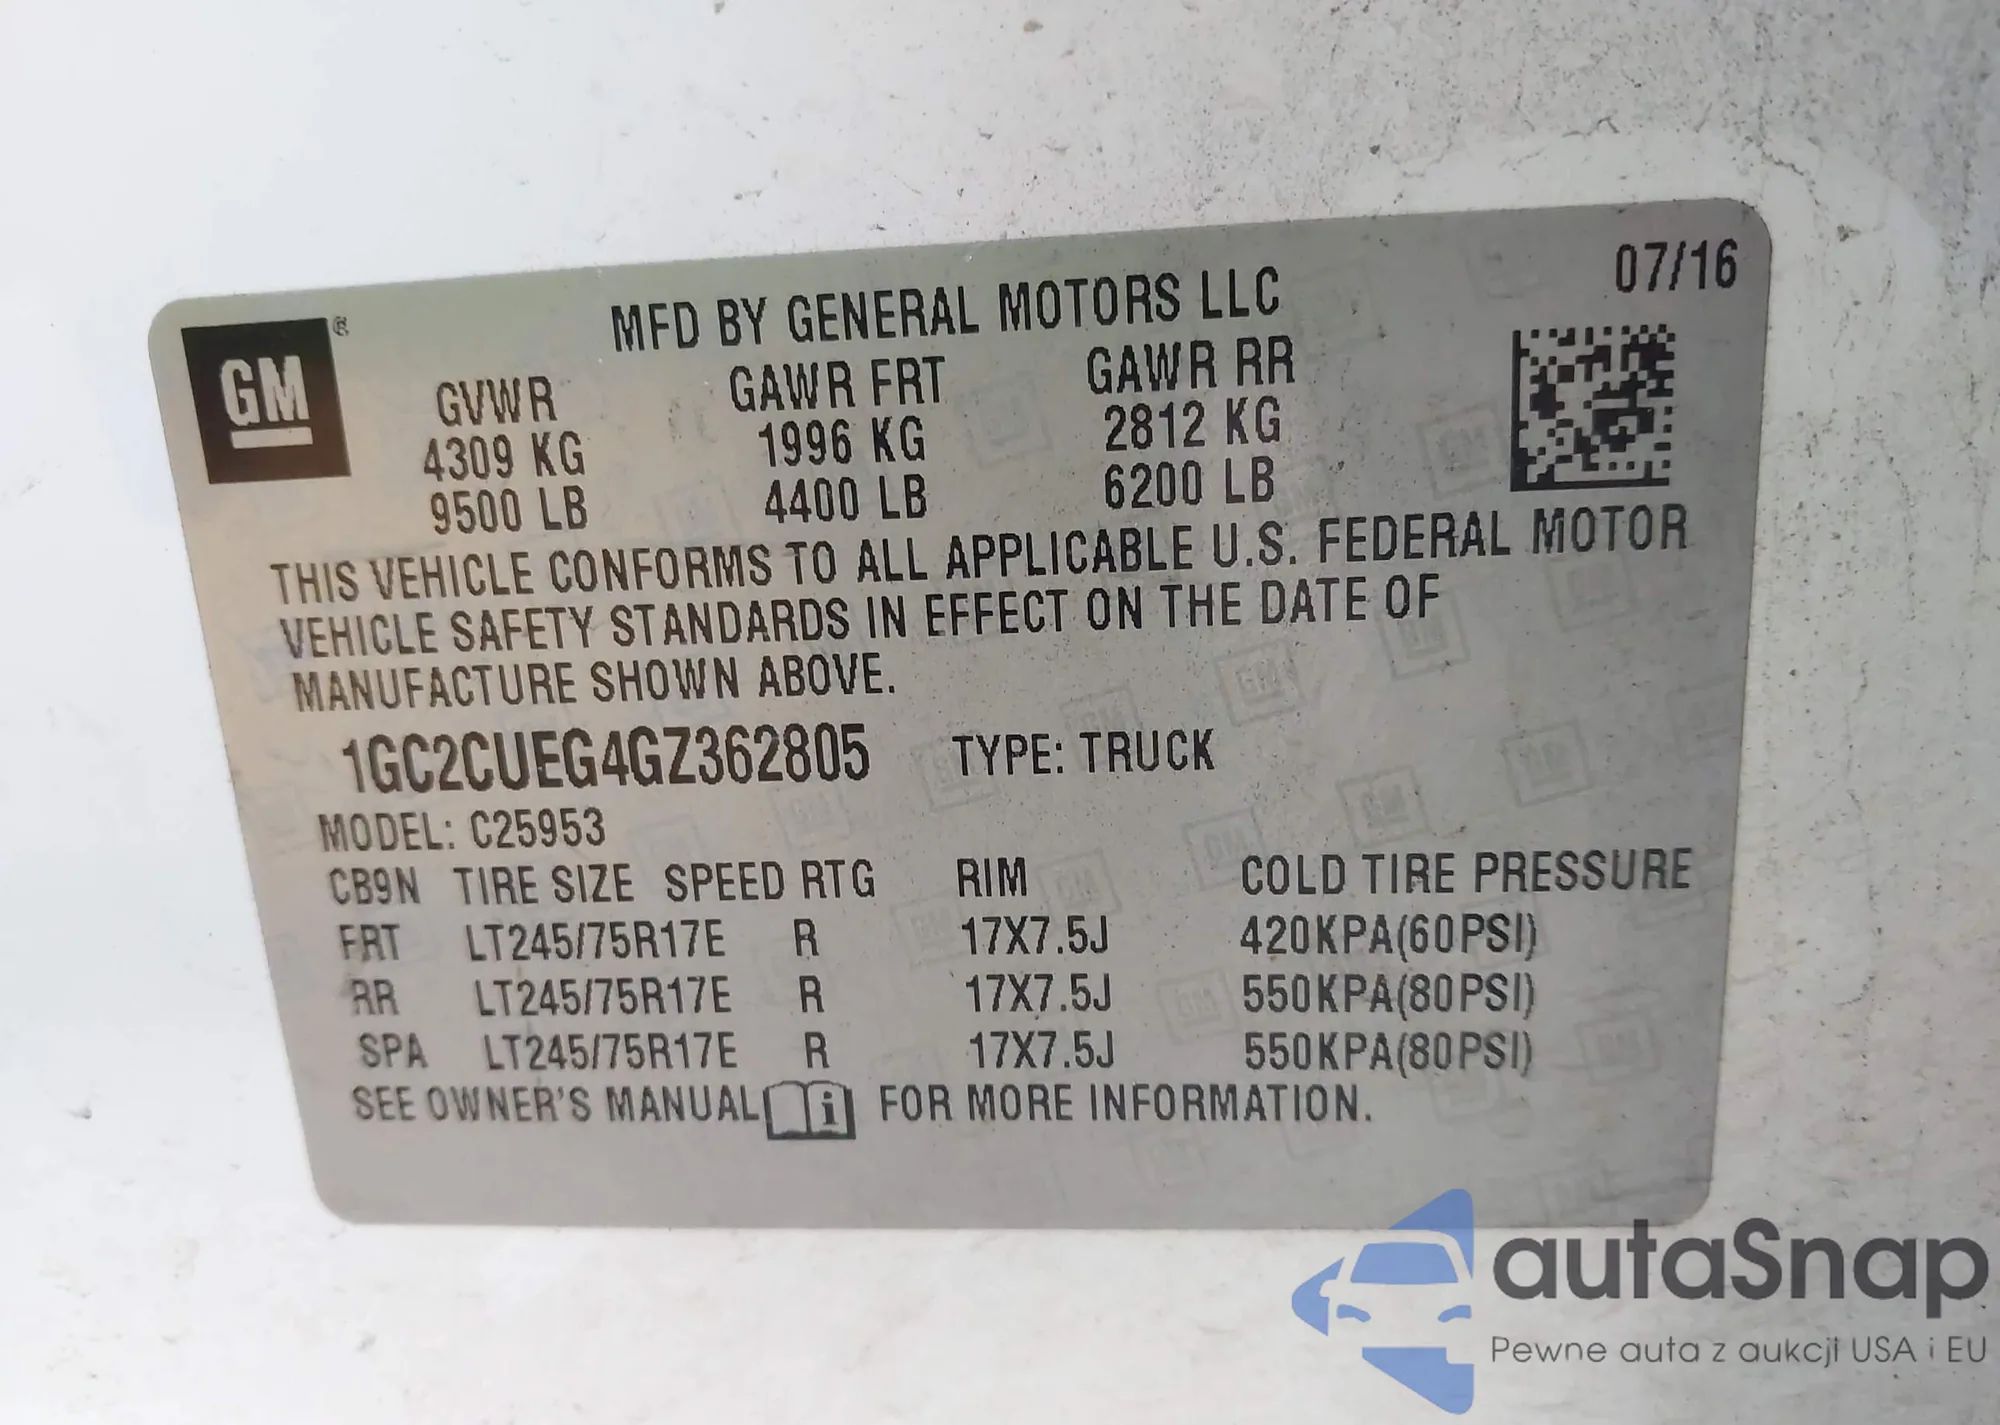 07/16
GM®
MFD BY GENERAL MOTORS LLC
GVWR GAWR FRT GAWR RR
4309 KG 1996 KG 2812 KG
9500 LB 4400 LB 6200 LB
THIS VEHICLE CONFORMS TO ALL APPLICABLE U.S. FEDERAL MOTOR
VEHICLE SAFETY STANDARDS IN EFFECT ON THE DATE OF
MANUFACTURE SHOWN ABOVE.
1GC2CUEG4GZ362805 TYPE: TRUCK
MODEL: C25953
CB9N TIRE SIZE SPEED RTG RIM COLD TIRE PRESSURE
FRT LT245/75R17E R 17X7.5J 420KPA(60PSI)
RR LT245/75R17E R 17X7.5J 550KPA(80PSI)
SPA LT245/75R17E R 17X7.5J 550KPA(80PSI)
SEE OWNER'S MANUAL i FOR MORE INFORMATION.
autaSnap
Pewne auta z aukcji USA i EU